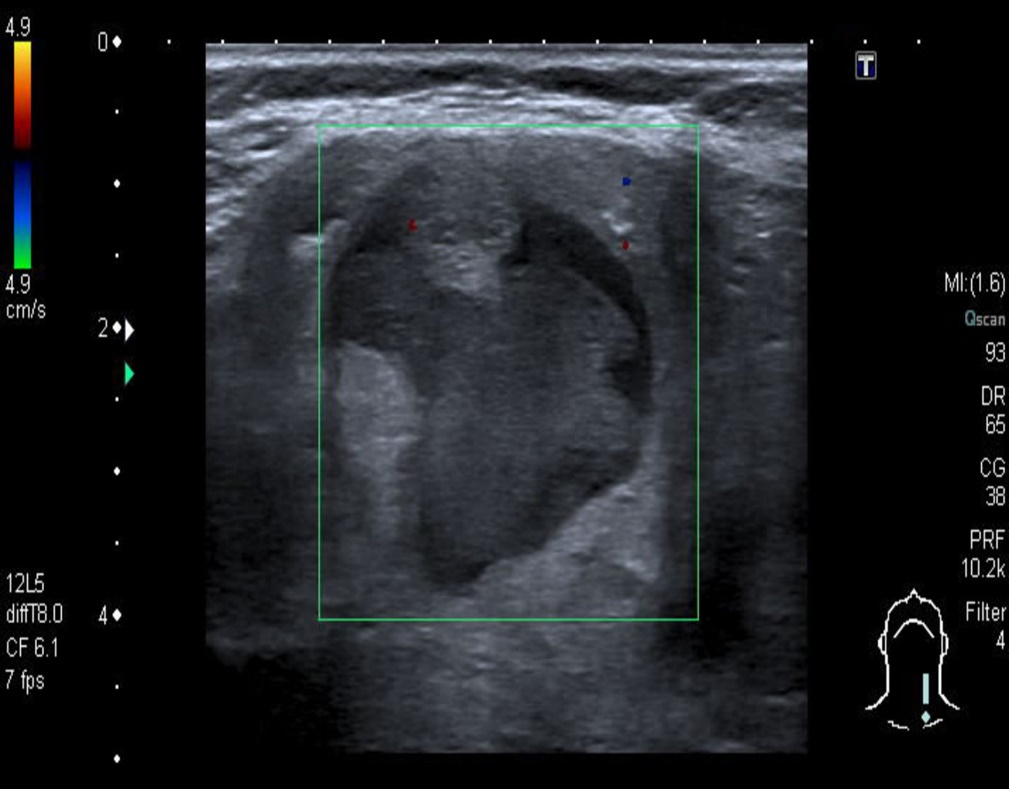 4.9
4.9
cm/s
0
2
4
12L5
diffT8.0
CF 6.1
7 fps
T
MI:(1.6)
Qscan
93
DR
65
CG
38
PRF
10.2k
Filter
4